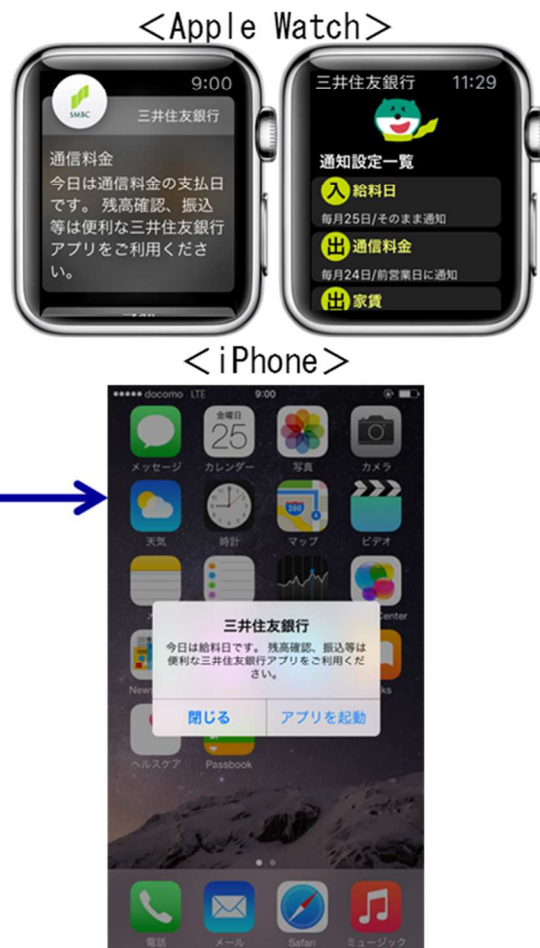 ＜Apple Watch＞
9:00
SMBC
三井住友銀行
通信料金
今日は通信料金の支払日
です。 残高確認、振込
等は便利な三井住友銀行
アプリをご利用くださ
い。
三井住友銀行 11:29
通知設定一覧
入 給料日
毎月25日/そのまま通知
出 通信料金
毎月24日/前営業日に通知
出 家賃
＜iPhone＞
docomo LTE 9:00
金曜日
25
メッセージ カレンダー 写真 カメラ
280
天気 時計 マップ ビデオ
Center
三井住友銀行
今日は給料日です。 残高確認、振込等は
便利な三井住友銀行アプリをご利用くだ
さい。
News
ks
閉じる アプリを起動
ヘルスケア Passbook
電話 メール Safari ミュージック